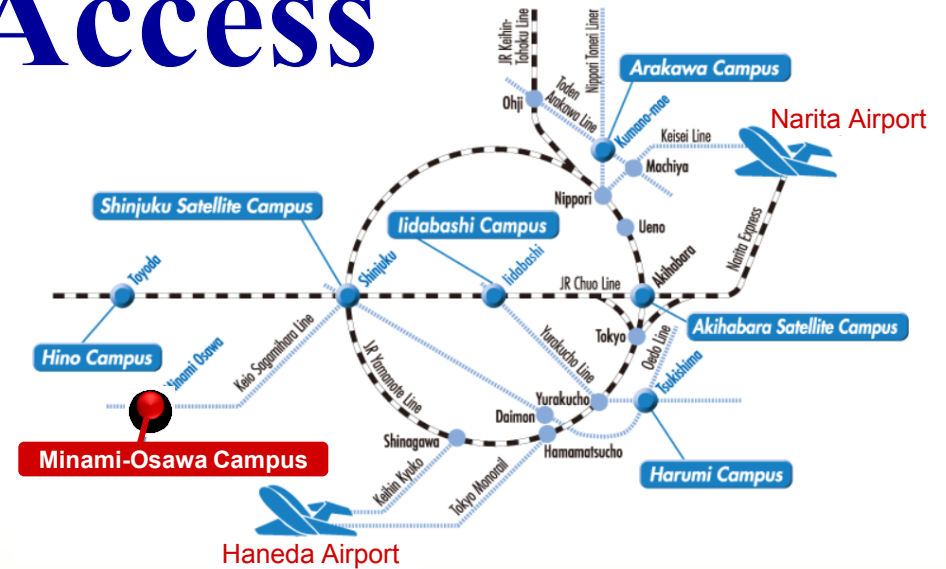 Access
JR Keihin-
Tohoku Line
Nippori Toneri Liner
Toden
Arakawa Line
Ohji
Arakawa Campus
Kumano-mae
Narita Airport
Keisei Line
Machiya
Nippori
Shinjuku Satellite Campus
Iidabashi Campus
Ueno
Narita Express
Toyoda
Shinjuku
Iidabashi
JR Chuo Line
Akihabara
Hino Campus
Minami Osawa
Keio Sagamihara Line
Yurakucho Line
Tokyo
Akihabara Satellite Campus
Oedo Line
Tsukishima
JR Yamanote Line
Yurakucho
Daimon
Minami-Osawa Campus
Shinagawa
Hamamatsucho
Keihin Kyuko
Tokyo Monorail
Harumi Campus
Haneda Airport